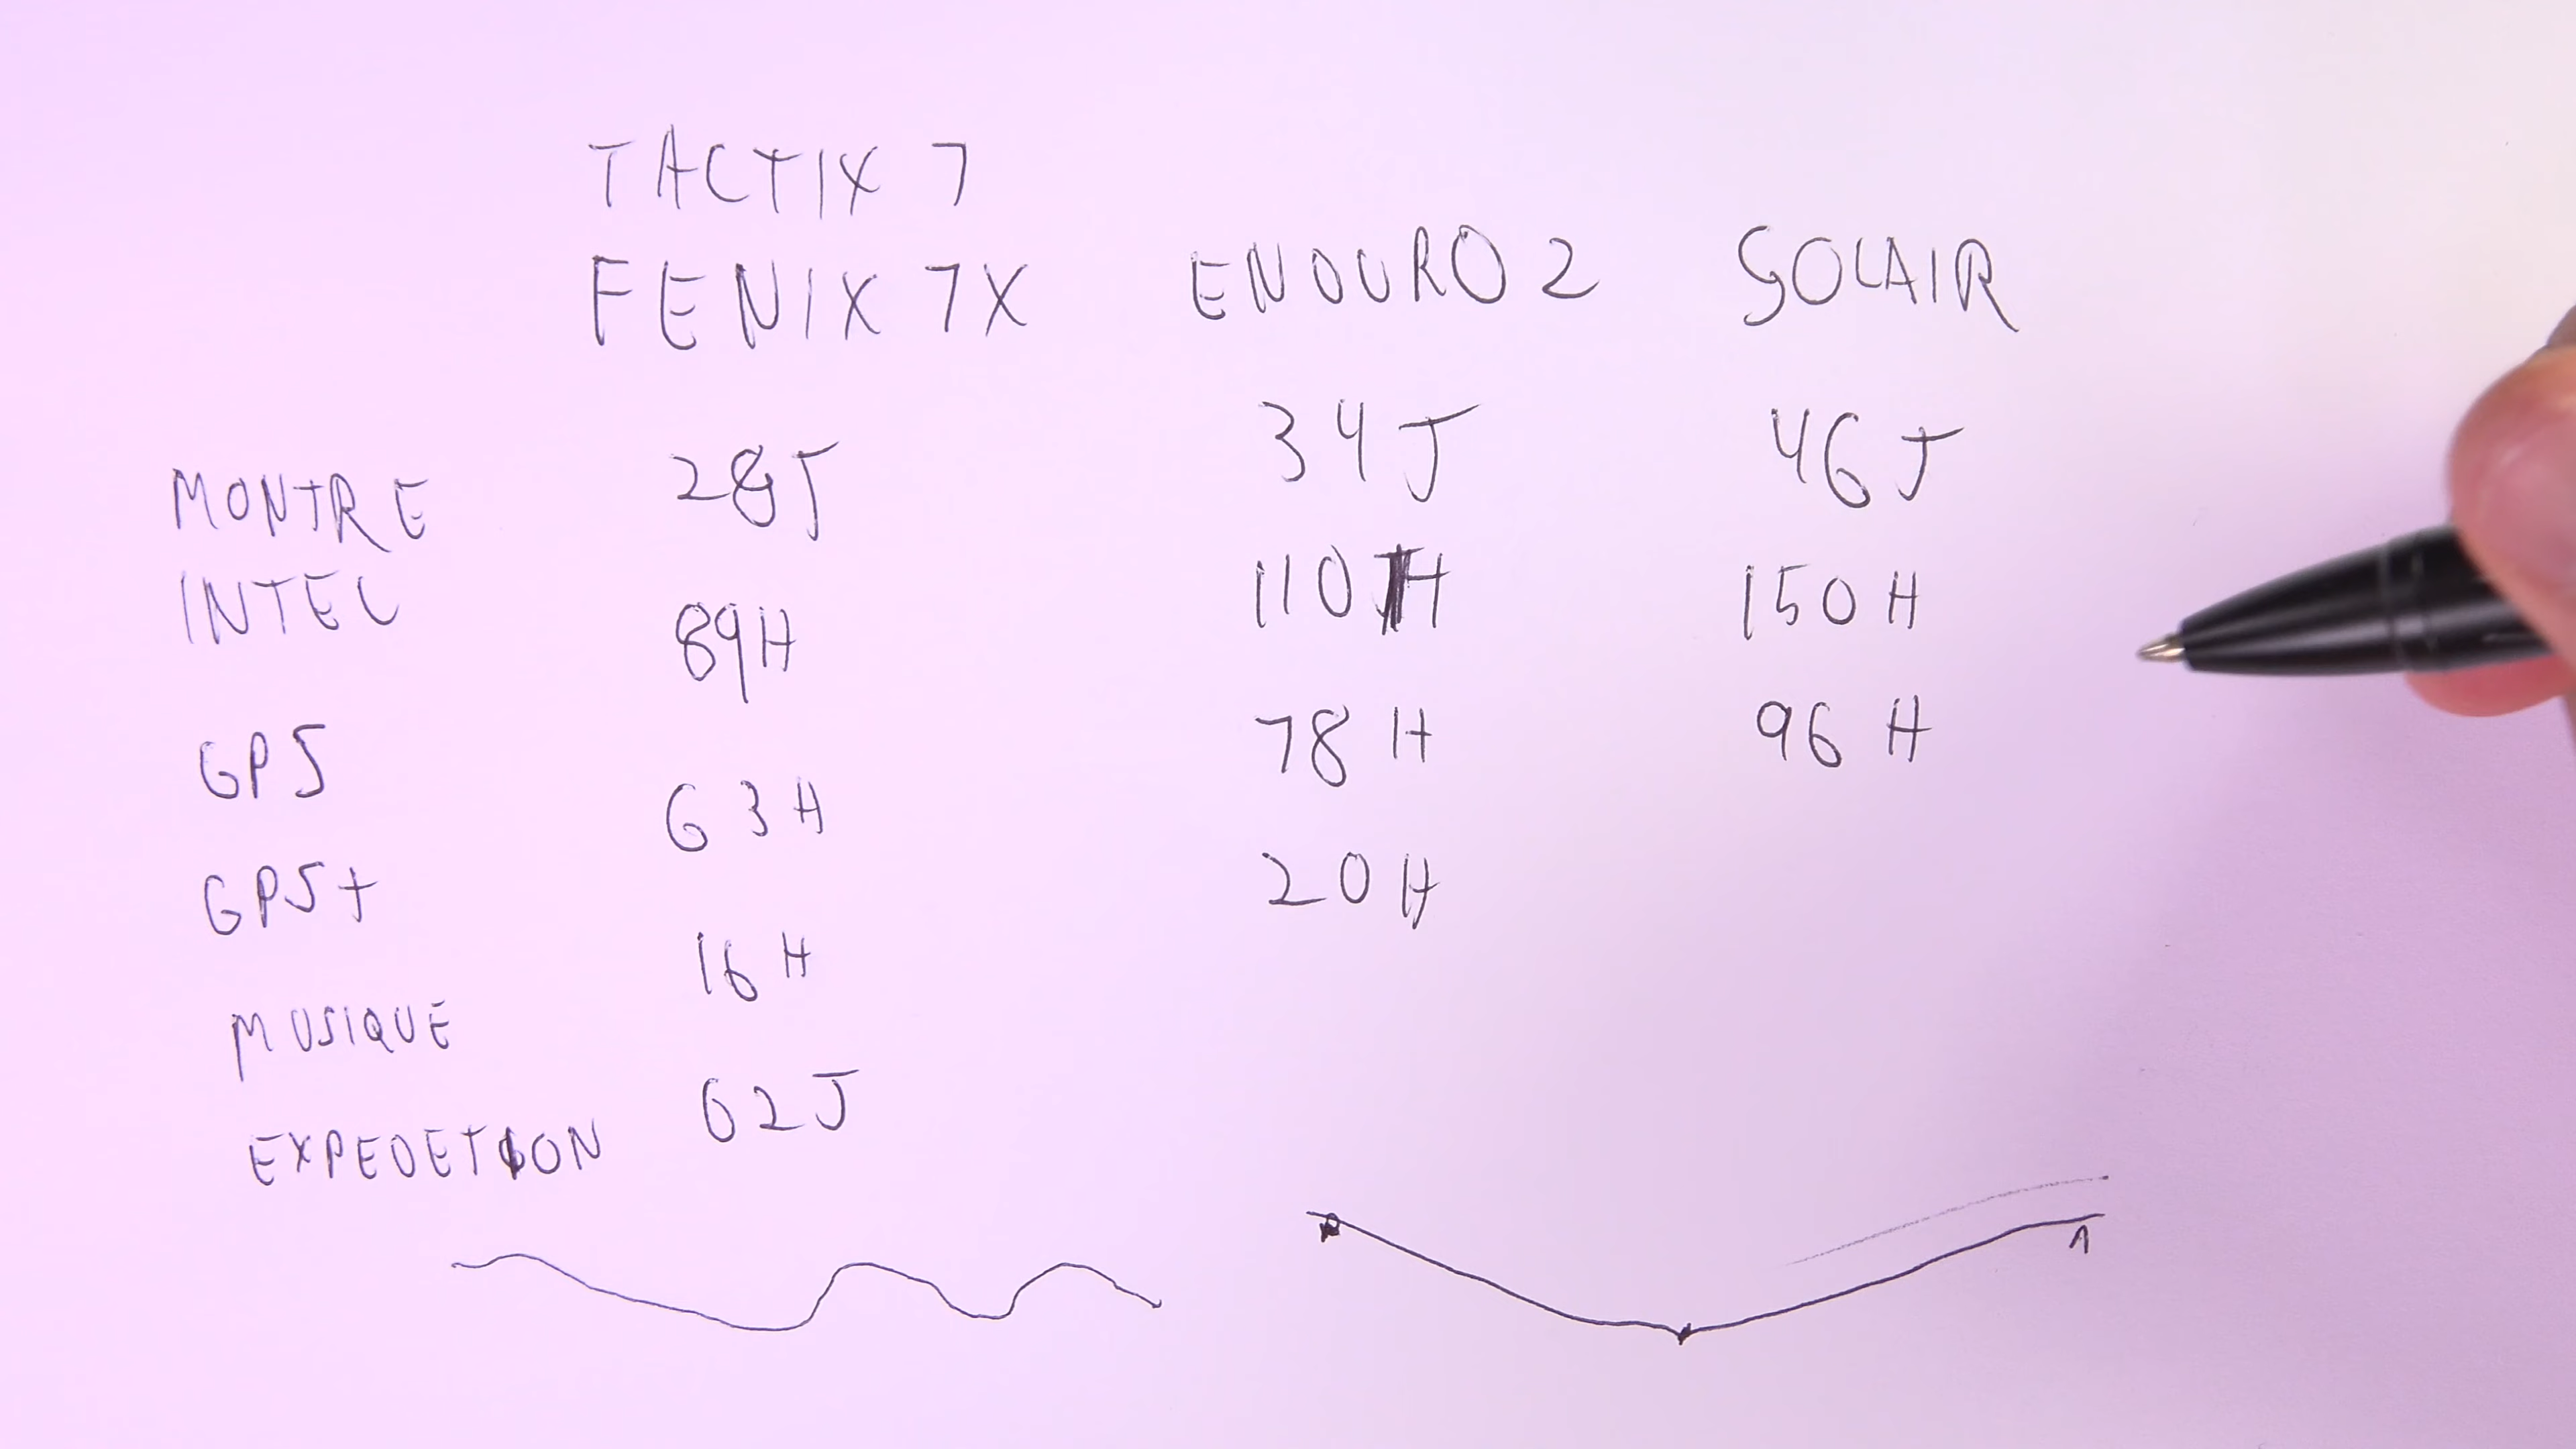 TACTIX 7
FENIX 7X ENDURO 2 SOLAIR
MONTRE INTEL 28J 34J 46J
GPS 89H 110H 150H
GPS+ 63H 78H 96H
MUSIQUE 16H 20H
EXPEDETION 62J